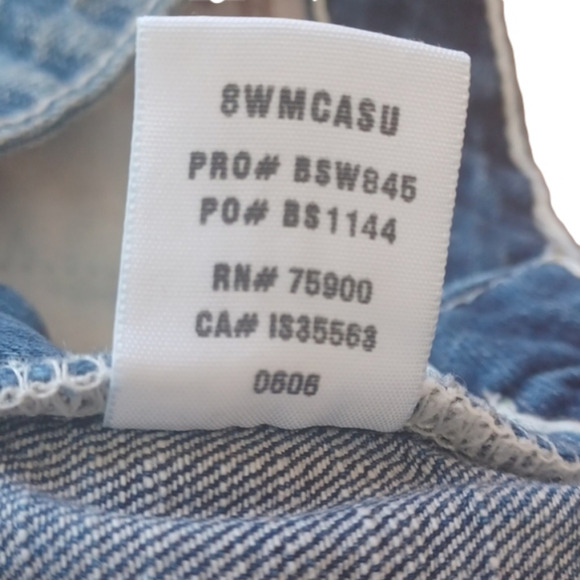 8WMCASU
PRO# BSW845
PO# BS1144
RN# 75900
CA# IS35563
0606